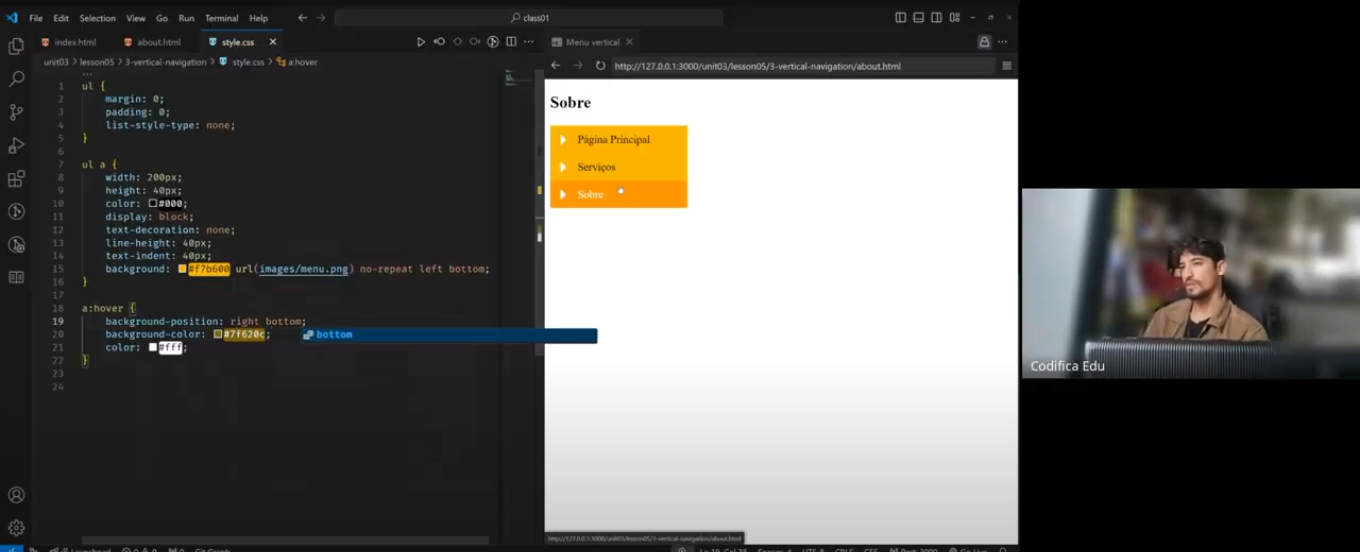 File Edit Selection View Go Run Terminal Help
class01
index.html about.html style.css
unit03 > lesson05 > 3-vertical-navigation > style.css > a:hover
1 ul {
2 margin: 0;
3 padding: 0;
4 list-style-type: none;
5 }
6
7 ul a {
8 width: 200px;
9 height: 40px;
10 color: #000;
11 display: block;
12 text-decoration: none;
13 line-height: 40px;
14 text-indent: 40px;
15 background: #f7b600 url(images/menu.png) no-repeat left bottom;
16 }
17
18 a:hover {
19 background-position: right bottom;
20 background-color: #7f620c;
bottom
21 color: #fff;
22 }
23
24
Menu vertical
http://127.0.0.1:3000/unit03/lesson05/3-vertical-navigation/about.html
Sobre
Página Principal
Serviços
Sobre
http://127.0.0.1:3000/unit03/lesson05/3-vertical-navigation/about.html
Codifica Edu